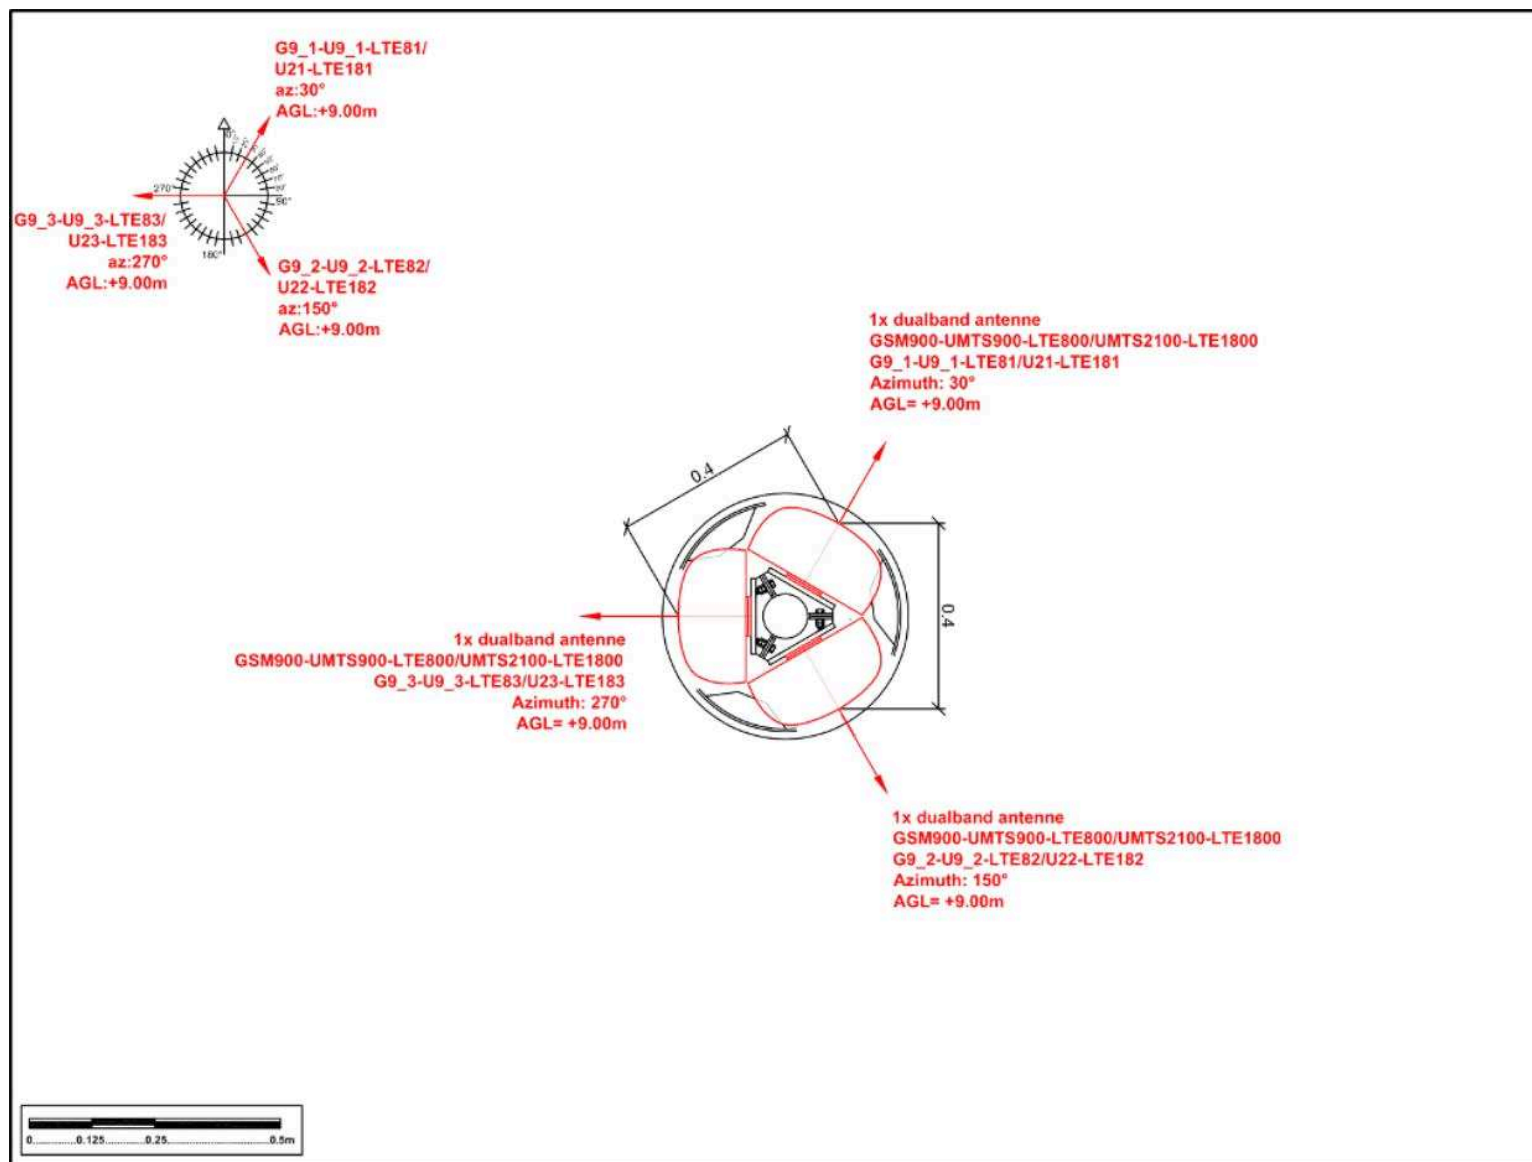 G9_1-U9_1-LTE81/
U21-LTE181
az:30°
AGL:+9.00m
270°
90°
180°
G9_3-U9_3-LTE83/
U23-LTE183
az:270°
AGL:+9.00m
G9_2-U9_2-LTE82/
U22-LTE182
az:150°
AGL:+9.00m
1x dualband antenne
GSM900-UMTS900-LTE800/UMTS2100-LTE1800
G9_1-U9_1-LTE81/U21-LTE181
Azimuth: 30°
AGL= +9.00m
0.4
0.4
1x dualband antenne
GSM900-UMTS900-LTE800/UMTS2100-LTE1800
G9_3-U9_3-LTE83/U23-LTE183
Azimuth: 270°
AGL= +9.00m
1x dualband antenne
GSM900-UMTS900-LTE800/UMTS2100-LTE1800
G9_2-U9_2-LTE82/U22-LTE182
Azimuth: 150°
AGL= +9.00m
0 0.125 0.25 0.5m